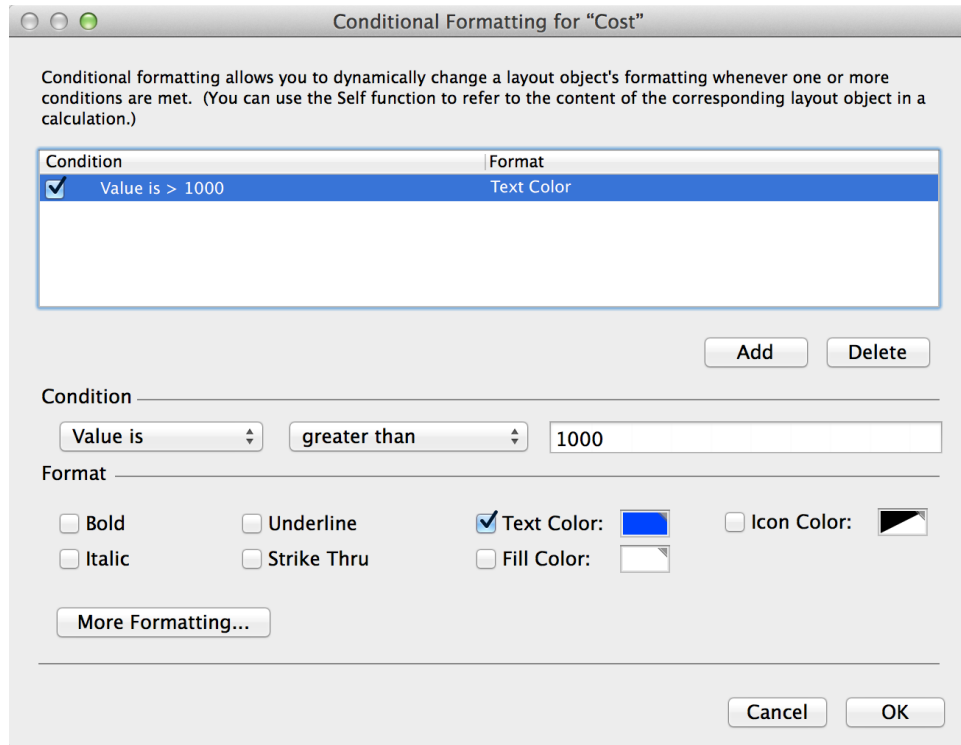 Conditional Formatting for “Cost”
Conditional formatting allows you to dynamically change a layout object's formatting whenever one or more
conditions are met.  (You can use the Self function to refer to the content of the corresponding layout object in a
calculation.)
Condition Format
Value is > 1000 Text Color
Add Delete
Condition
Value is greater than 1000
Format
Bold Underline Text Color: Icon Color:
Italic Strike Thru Fill Color:
More Formatting...
Cancel OK